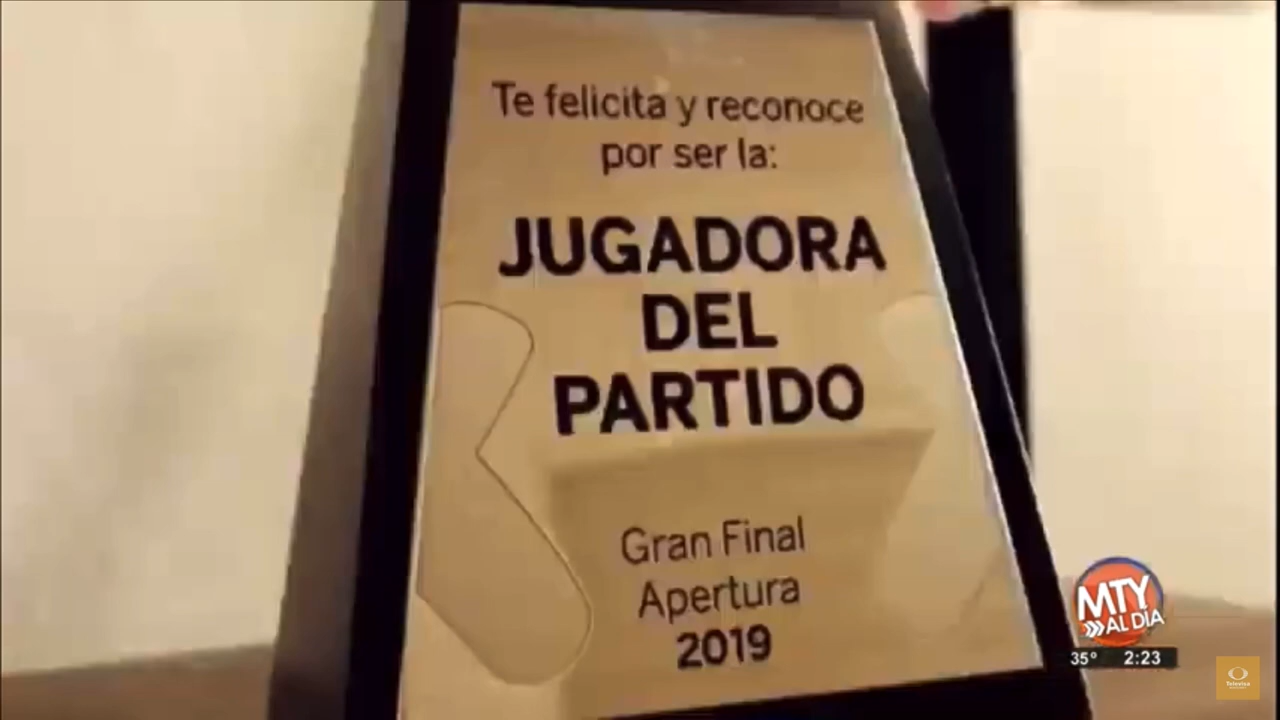 Te felicita y reconoce
por ser la:
JUGADORA
DEL
PARTIDO
Gran Final
Apertura
2019
MTY
AL DÍA
35° 2:23
Televisa